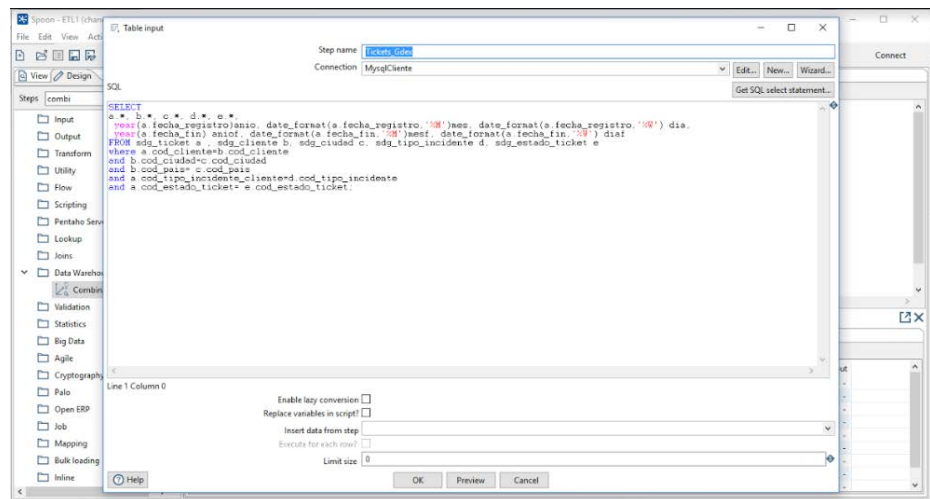 Spoon - ETL1 (chan
File Edit View Acti
Connect
View Design
Steps combi
Input
Output
Transform
Utility
Flow
Scripting
Pentaho Serv
Lookup
Joins
Data Wareho
Combin
Validation
Statistics
Big Data
Agile
Cryptography
Palo
Open ERP
Job
Mapping
Bulk loading
Inline
Table input
Step name Tickets_Gdev
Connection MysqlCliente Edit... New... Wizard...
SQL Get SQL select statement...
SELECT
a.*, b.*, c.*, d.*, e.*,
year(a.fecha_registro)anio, date_format(a.fecha_registro,'%M')mes, date_format(a.fecha_registro,'%W') dia,
year(a.fecha_fin) aniof, date_format(a.fecha_fin,'%M')mesf, date_format(a.fecha_fin,'%W') diaf
FROM sdg_ticket a , sdg_cliente b, sdg_ciudad c, sdg_tipo_incidente d, sdg_estado_ticket e
where a.cod_cliente=b.cod_cliente
and b.cod_ciudad=c.cod_ciudad
and b.cod_pais= c.cod_pais
and a.cod_tipo_incidente_cliente=d.cod_tipo_incidente
and a.cod_estado_ticket= e.cod_estado_ticket;
Line 1 Column 0
Enable lazy conversion
Replace variables in script?
Insert data from step
Execute for each row?
Limit size 0
Help OK Preview Cancel
ut